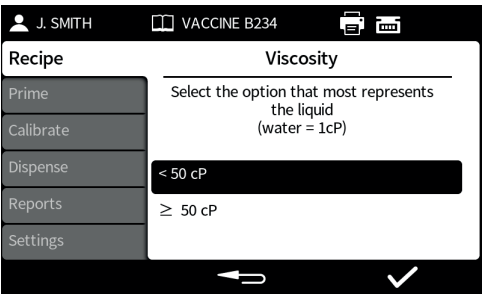 J. SMITH
VACCINE B234
Recipe
Prime
Calibrate
Dispense
Reports
Settings
Viscosity
Select the option that most represents
the liquid
(water = 1cP)
< 50 cP
≥ 50 cP